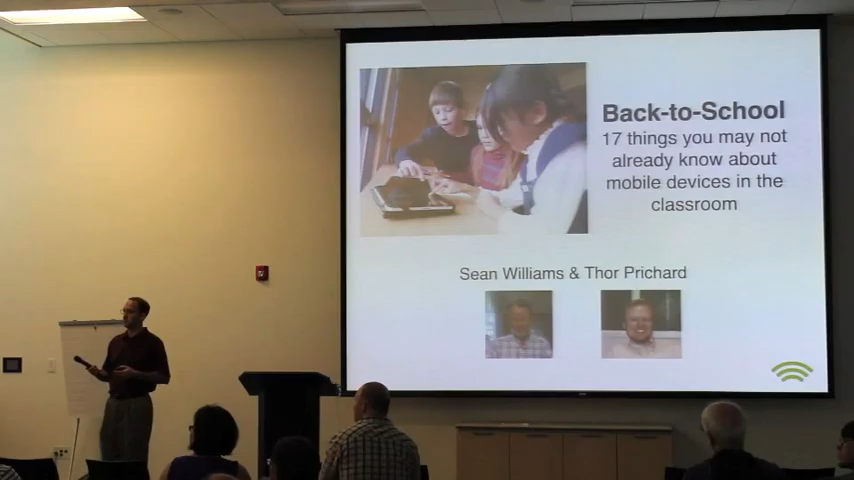 Back-to-School
17 things you may not
already know about
mobile devices in the
classroom
Sean Williams & Thor Prichard